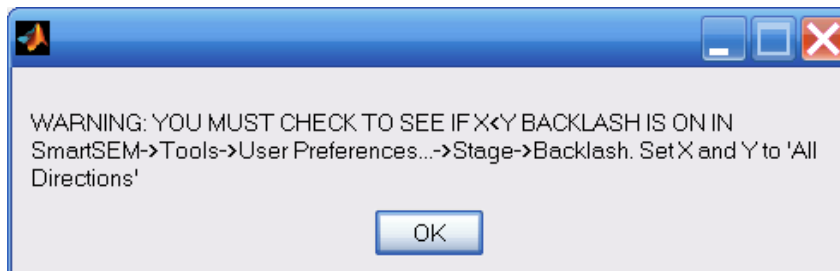 WARNING: YOU MUST CHECK TO SEE IF X<Y BACKLASH IS ON IN
SmartSEM->Tools->User Preferences...->Stage->Backlash. Set X and Y to 'All
Directions'
OK